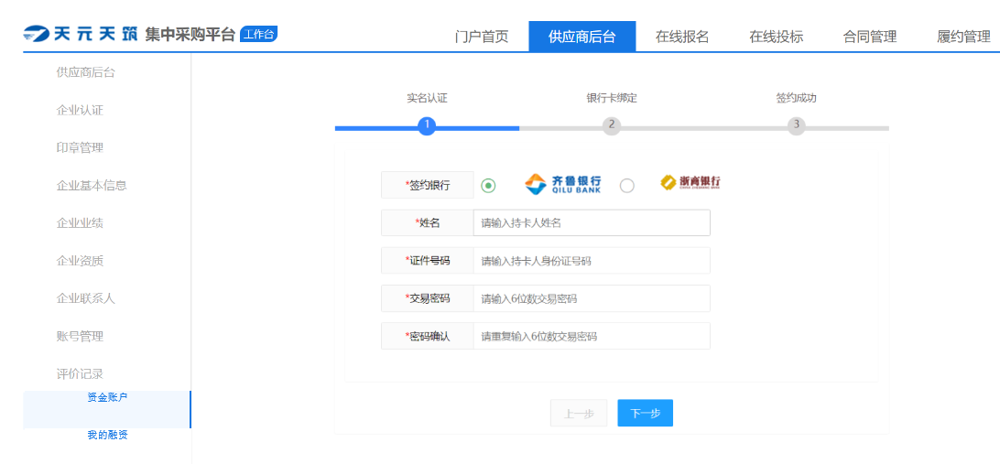 天元天筑 集中采购平台 工作台
门户首页 供应商后台 在线报名 在线投标 合同管理 履约管理
供应商后台
企业认证
印章管理
企业基本信息
企业业绩
企业资质
企业联系人
账号管理
评价记录
资金账户
我的融资
实名认证 银行卡绑定 签约成功
1 2 3
*签约银行 齐鲁银行 浙商银行
QILU BANK
*姓名 请输入持卡人姓名
*证件号码 请输入持卡人身份证号码
*交易密码 请输入6位数交易密码
*密码确认 请重复输入6位数交易密码
上一步 下一步